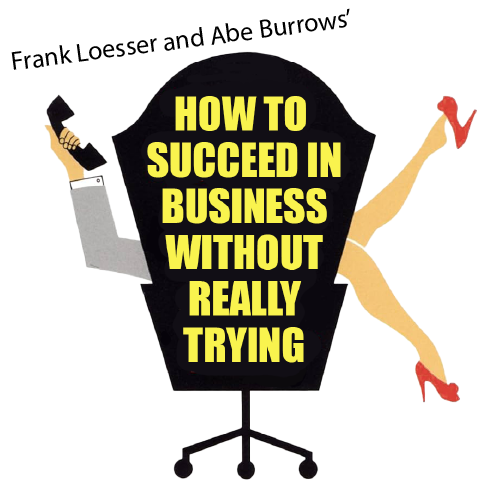 Frank Loesser and Abe Burrows’
HOW TO
SUCCEED IN
BUSINESS
WITHOUT
REALLY
TRYING